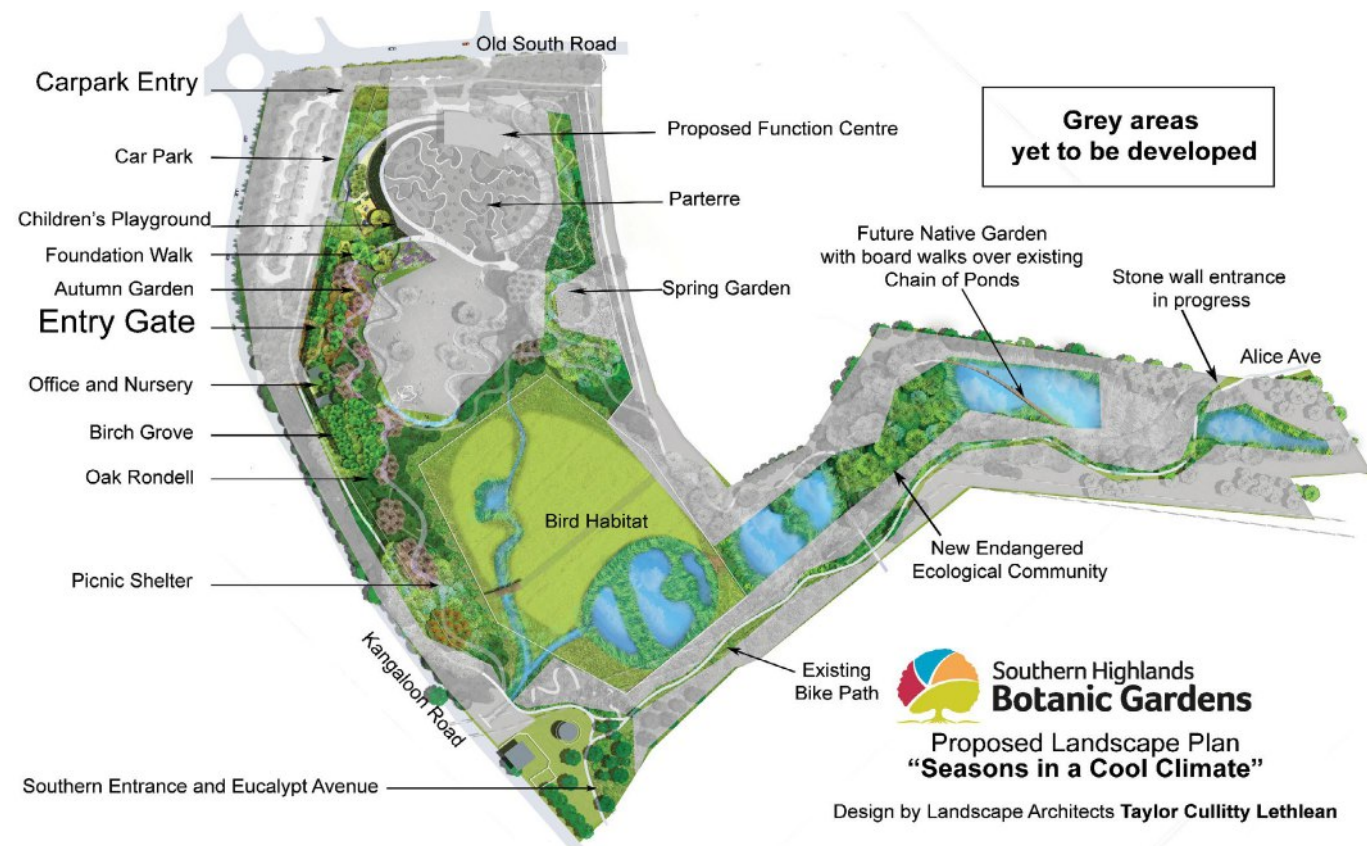 Old South Road
Carpark Entry
Car Park
Children's Playground
Foundation Walk
Autumn Garden
Entry Gate
Office and Nursery
Birch Grove
Oak Rondell
Picnic Shelter
Kangaloon Road
Southern Entrance and Eucalypt Avenue
Proposed Function Centre
Parterre
Spring Garden
Bird Habitat
Grey areas
yet to be developed
Future Native Garden
with board walks over existing
Chain of Ponds
Stone wall entrance
in progress
Alice Ave
New Endangered
Ecological Community
Existing
Bike Path
Southern Highlands
Botanic Gardens
Proposed Landscape Plan
“Seasons in a Cool Climate”
Design by Landscape Architects Taylor Cullitty Lethlean